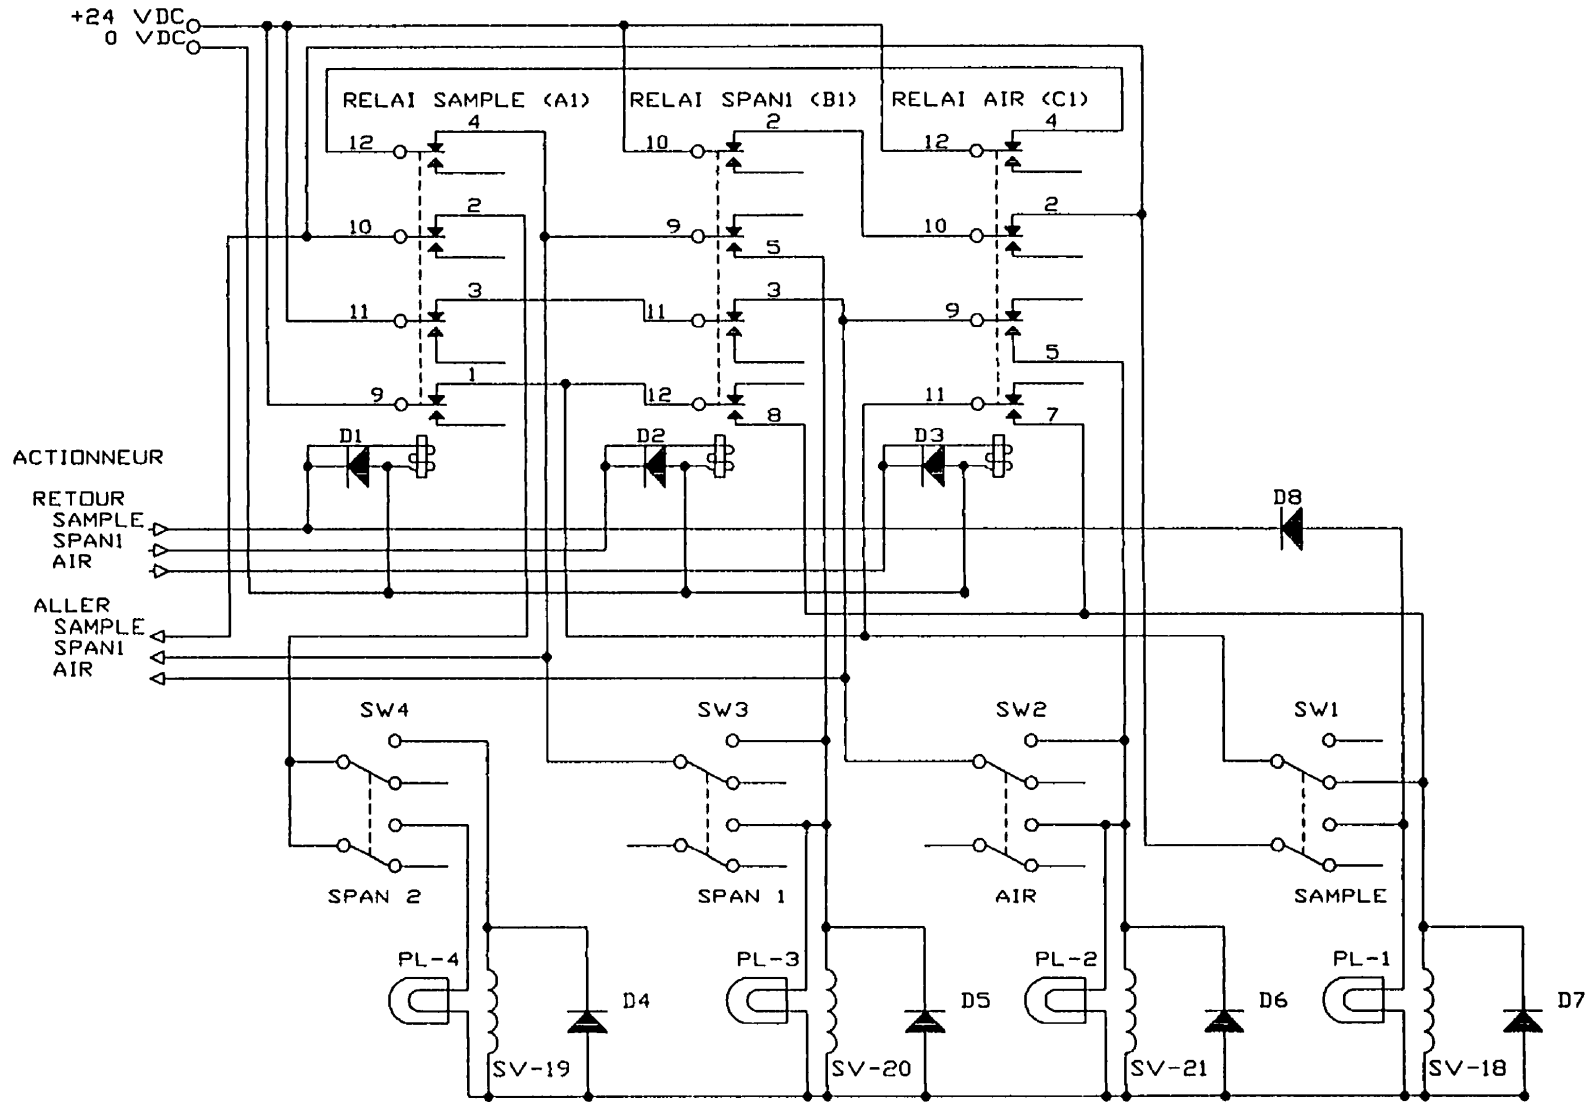 +24 VDC
0 VDC
RELAI SAMPLE (A1)
RELAI SPAN1 (B1)
RELAI AIR (C1)
4
2
4
12
10
12
2
2
10
9
10
5
3
3
11
11
9
5
1
9
12
11
8
7
D1
D2
D3
ACTIONNEUR
RETOUR
SAMPLE
SPAN1
AIR
D8
ALLER
SAMPLE
SPAN1
AIR
SW4
SW3
SW2
SW1
SPAN 2
SPAN 1
AIR
SAMPLE
PL-4
PL-3
PL-2
PL-1
D4
D5
D6
D7
SV-19
SV-20
SV-21
SV-18